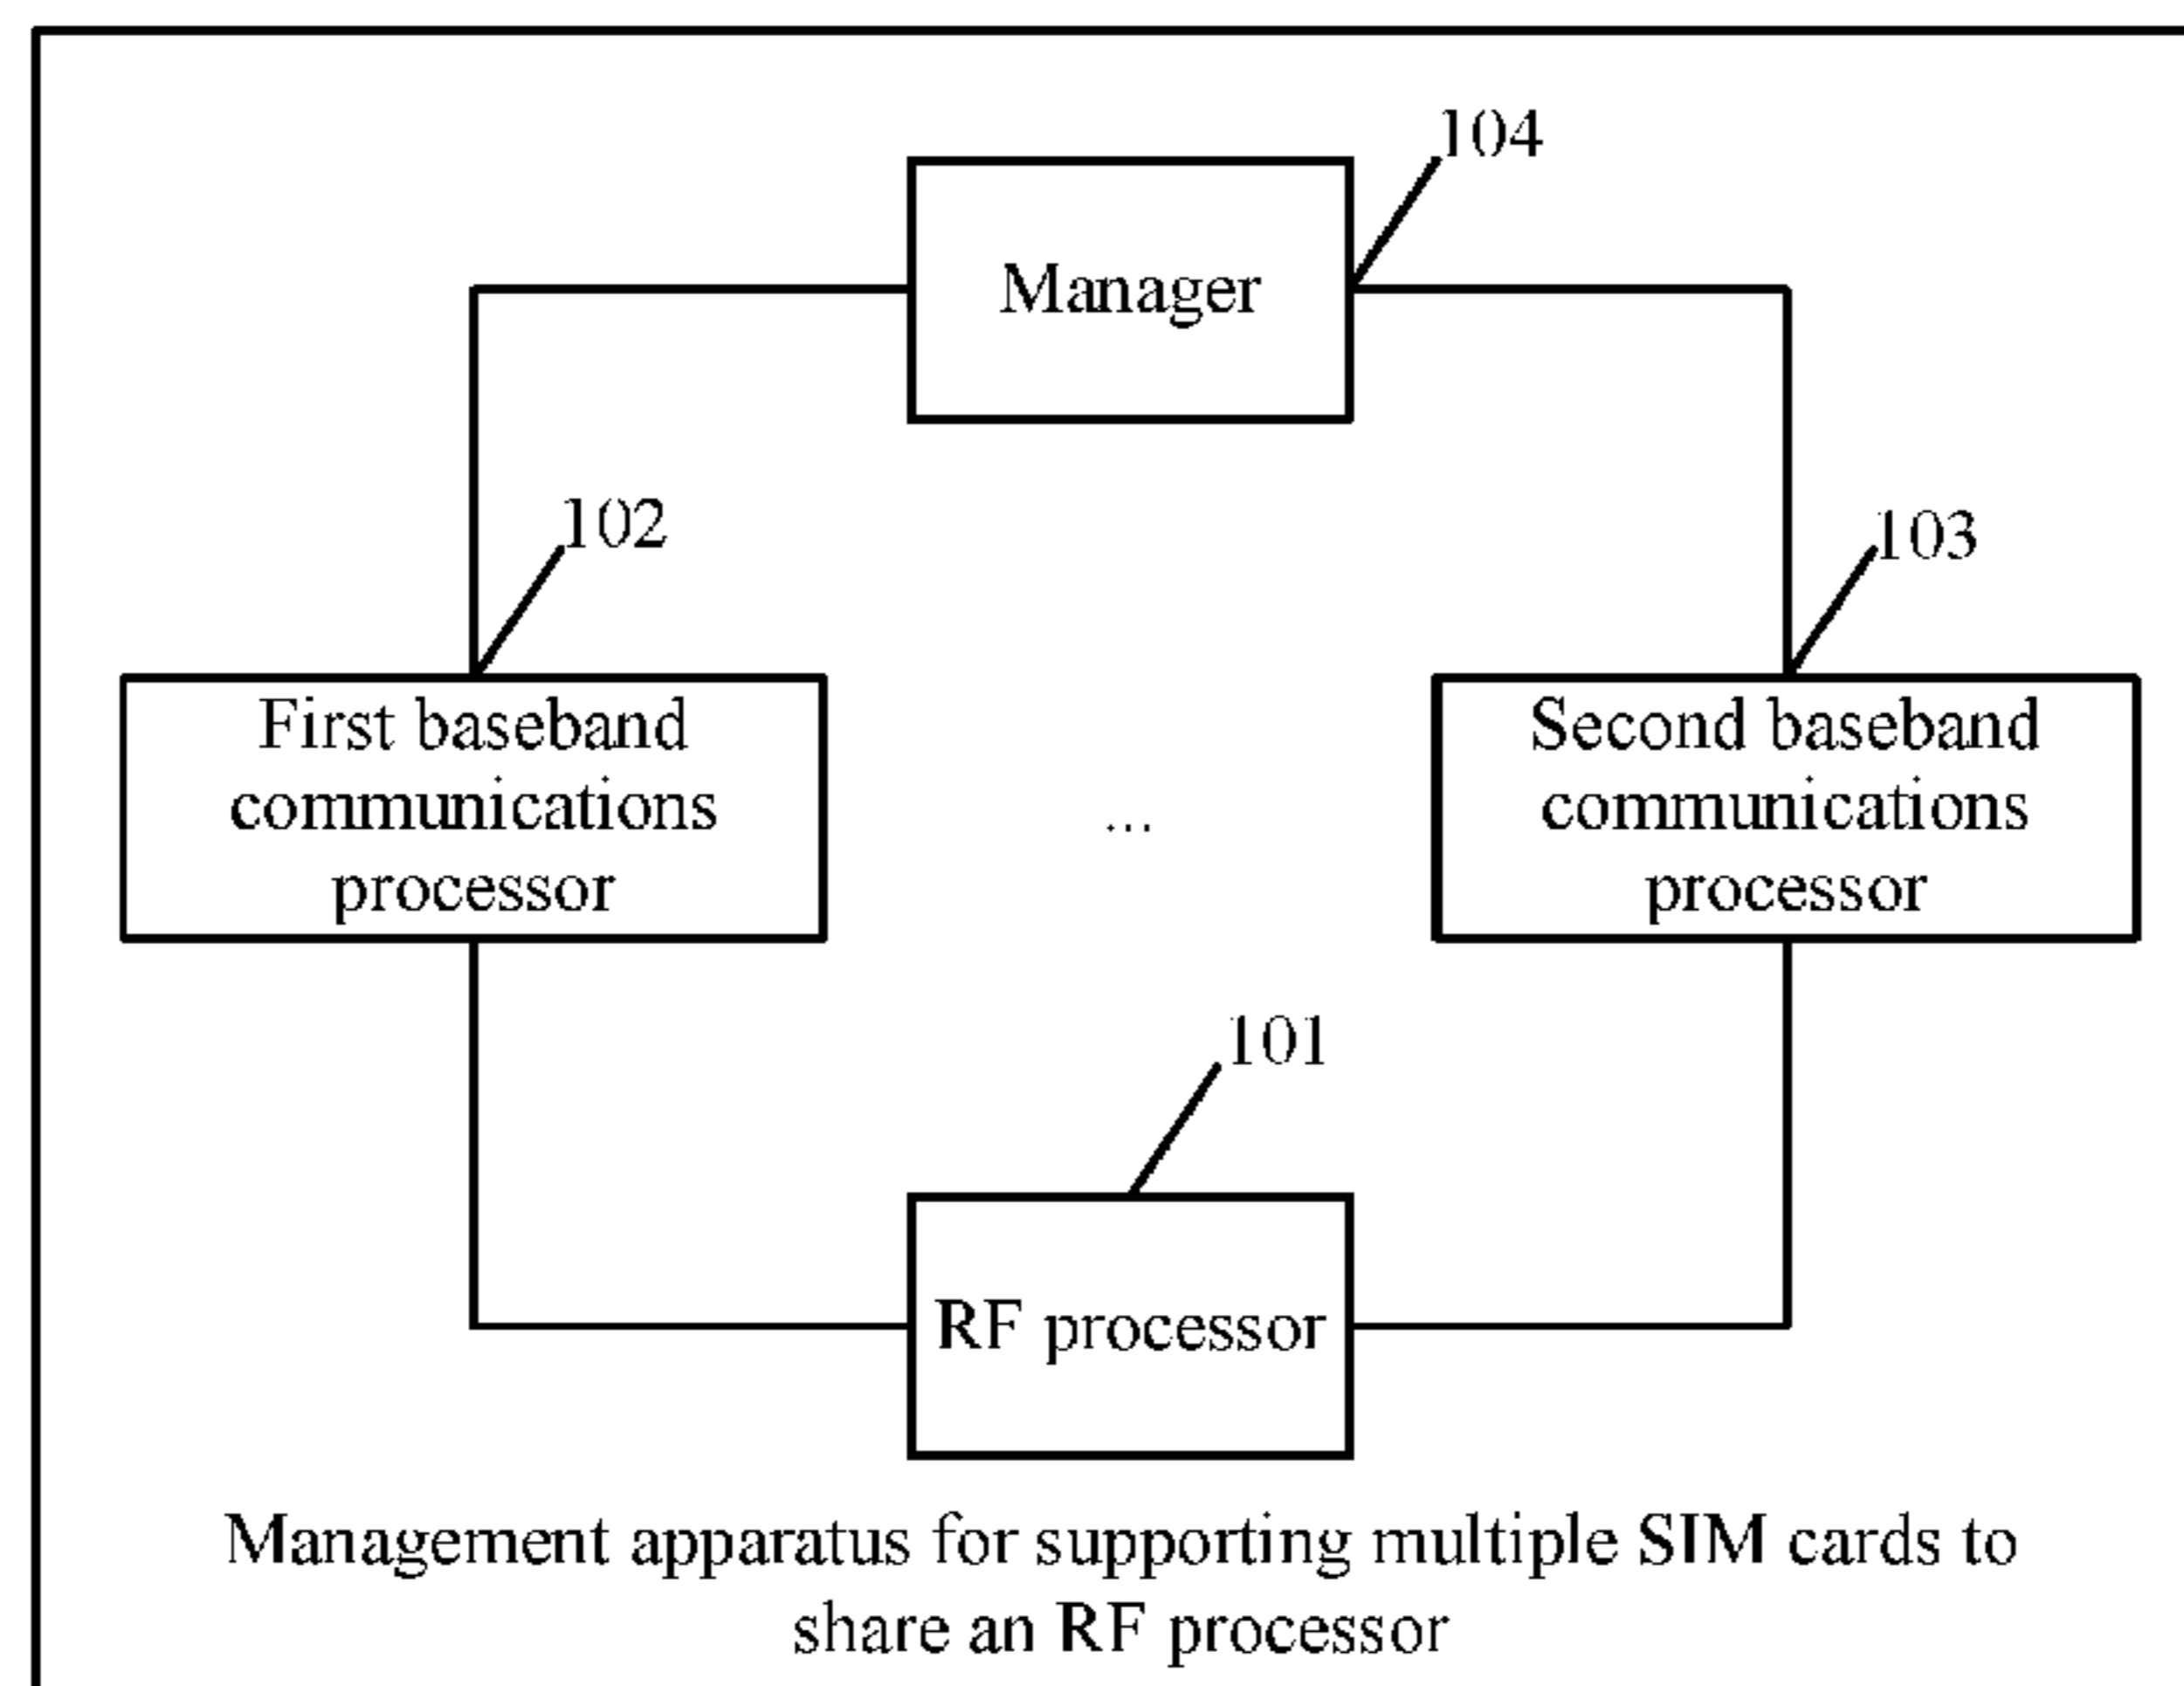 104
Manager
102
103
First baseband
communications
processor
Second baseband
communications
processor
...
101
RF processor
Management apparatus for supporting multiple SIM cards to
share an RF processor